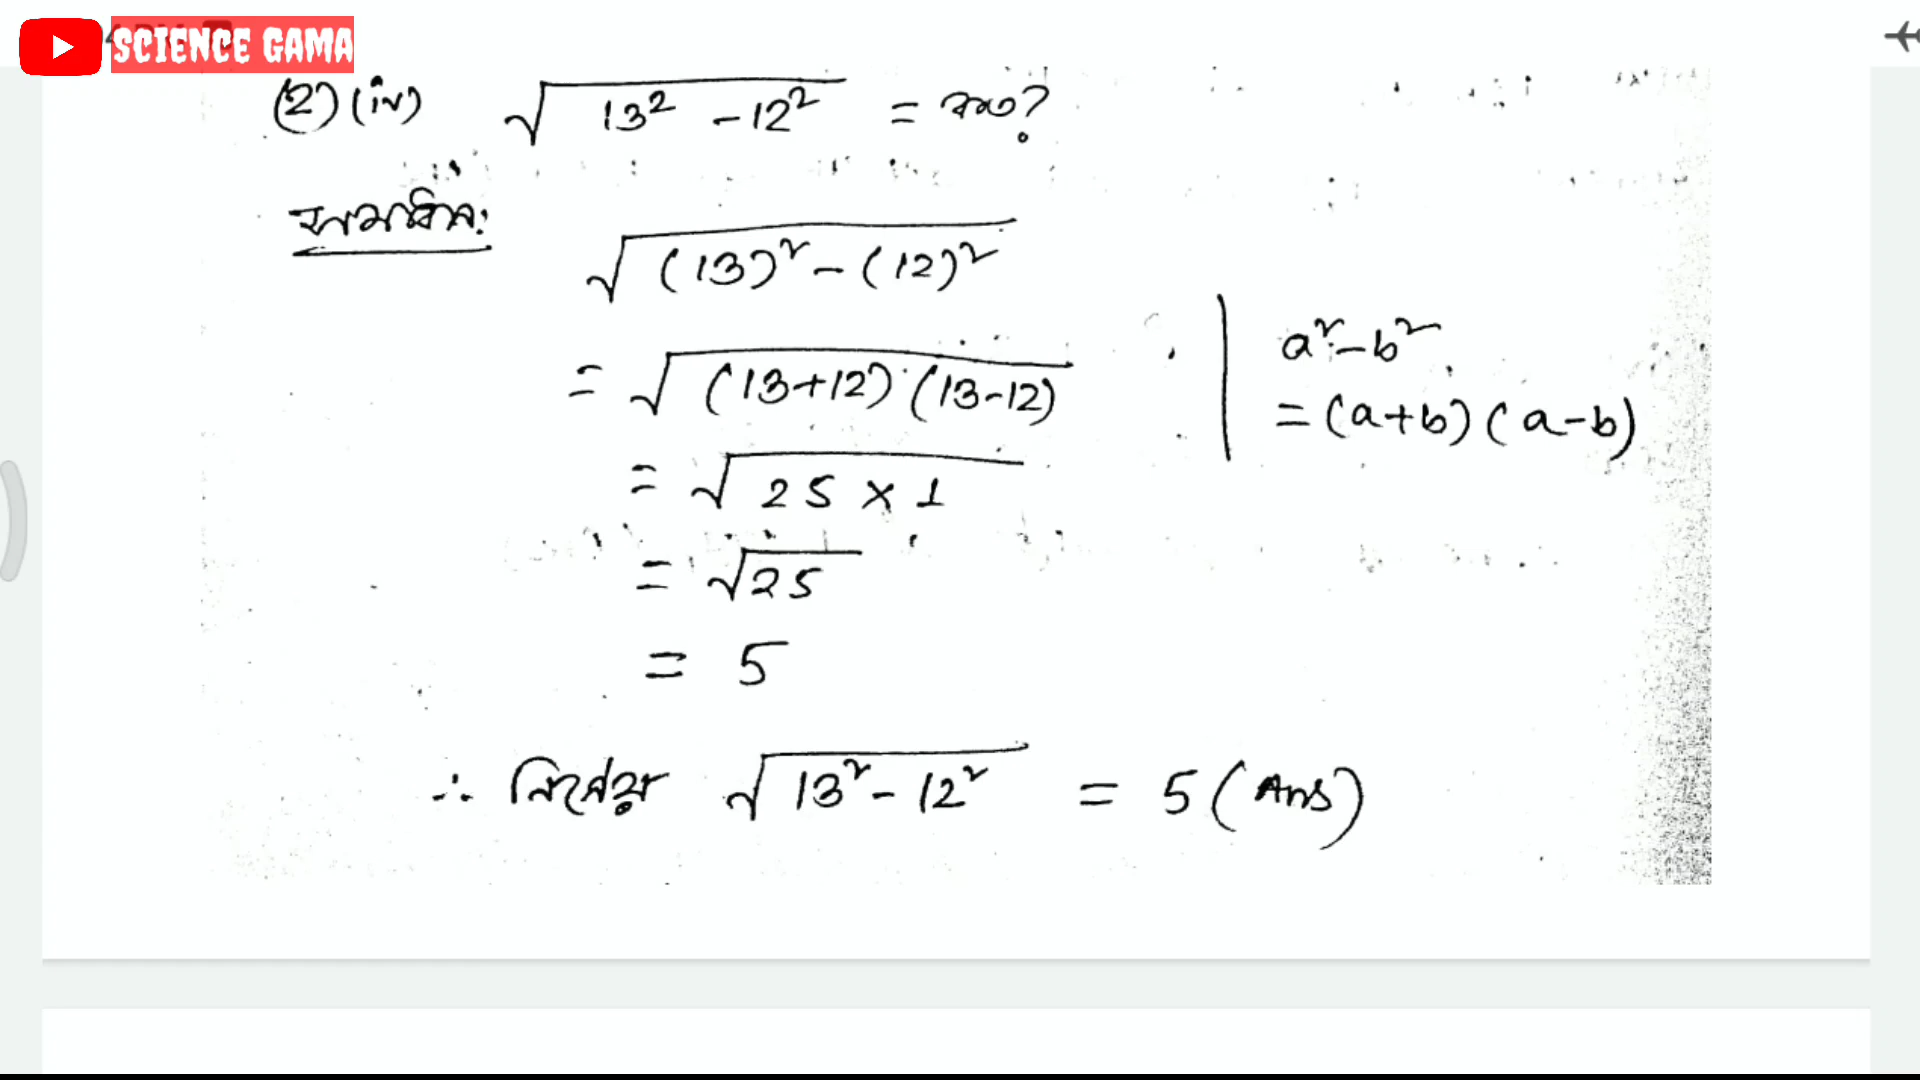 SCIENCE GAMA
(2) (iv) √(13² - 12²) = কত?
সমাধান:
√((13)² - (12)²)
= √((13+12) (13-12))
a² - b²
= (a+b) (a-b)
= √(25 × 1)
= √25
= 5
∴ নির্ণেয় √(13² - 12²) = 5 (Ans)